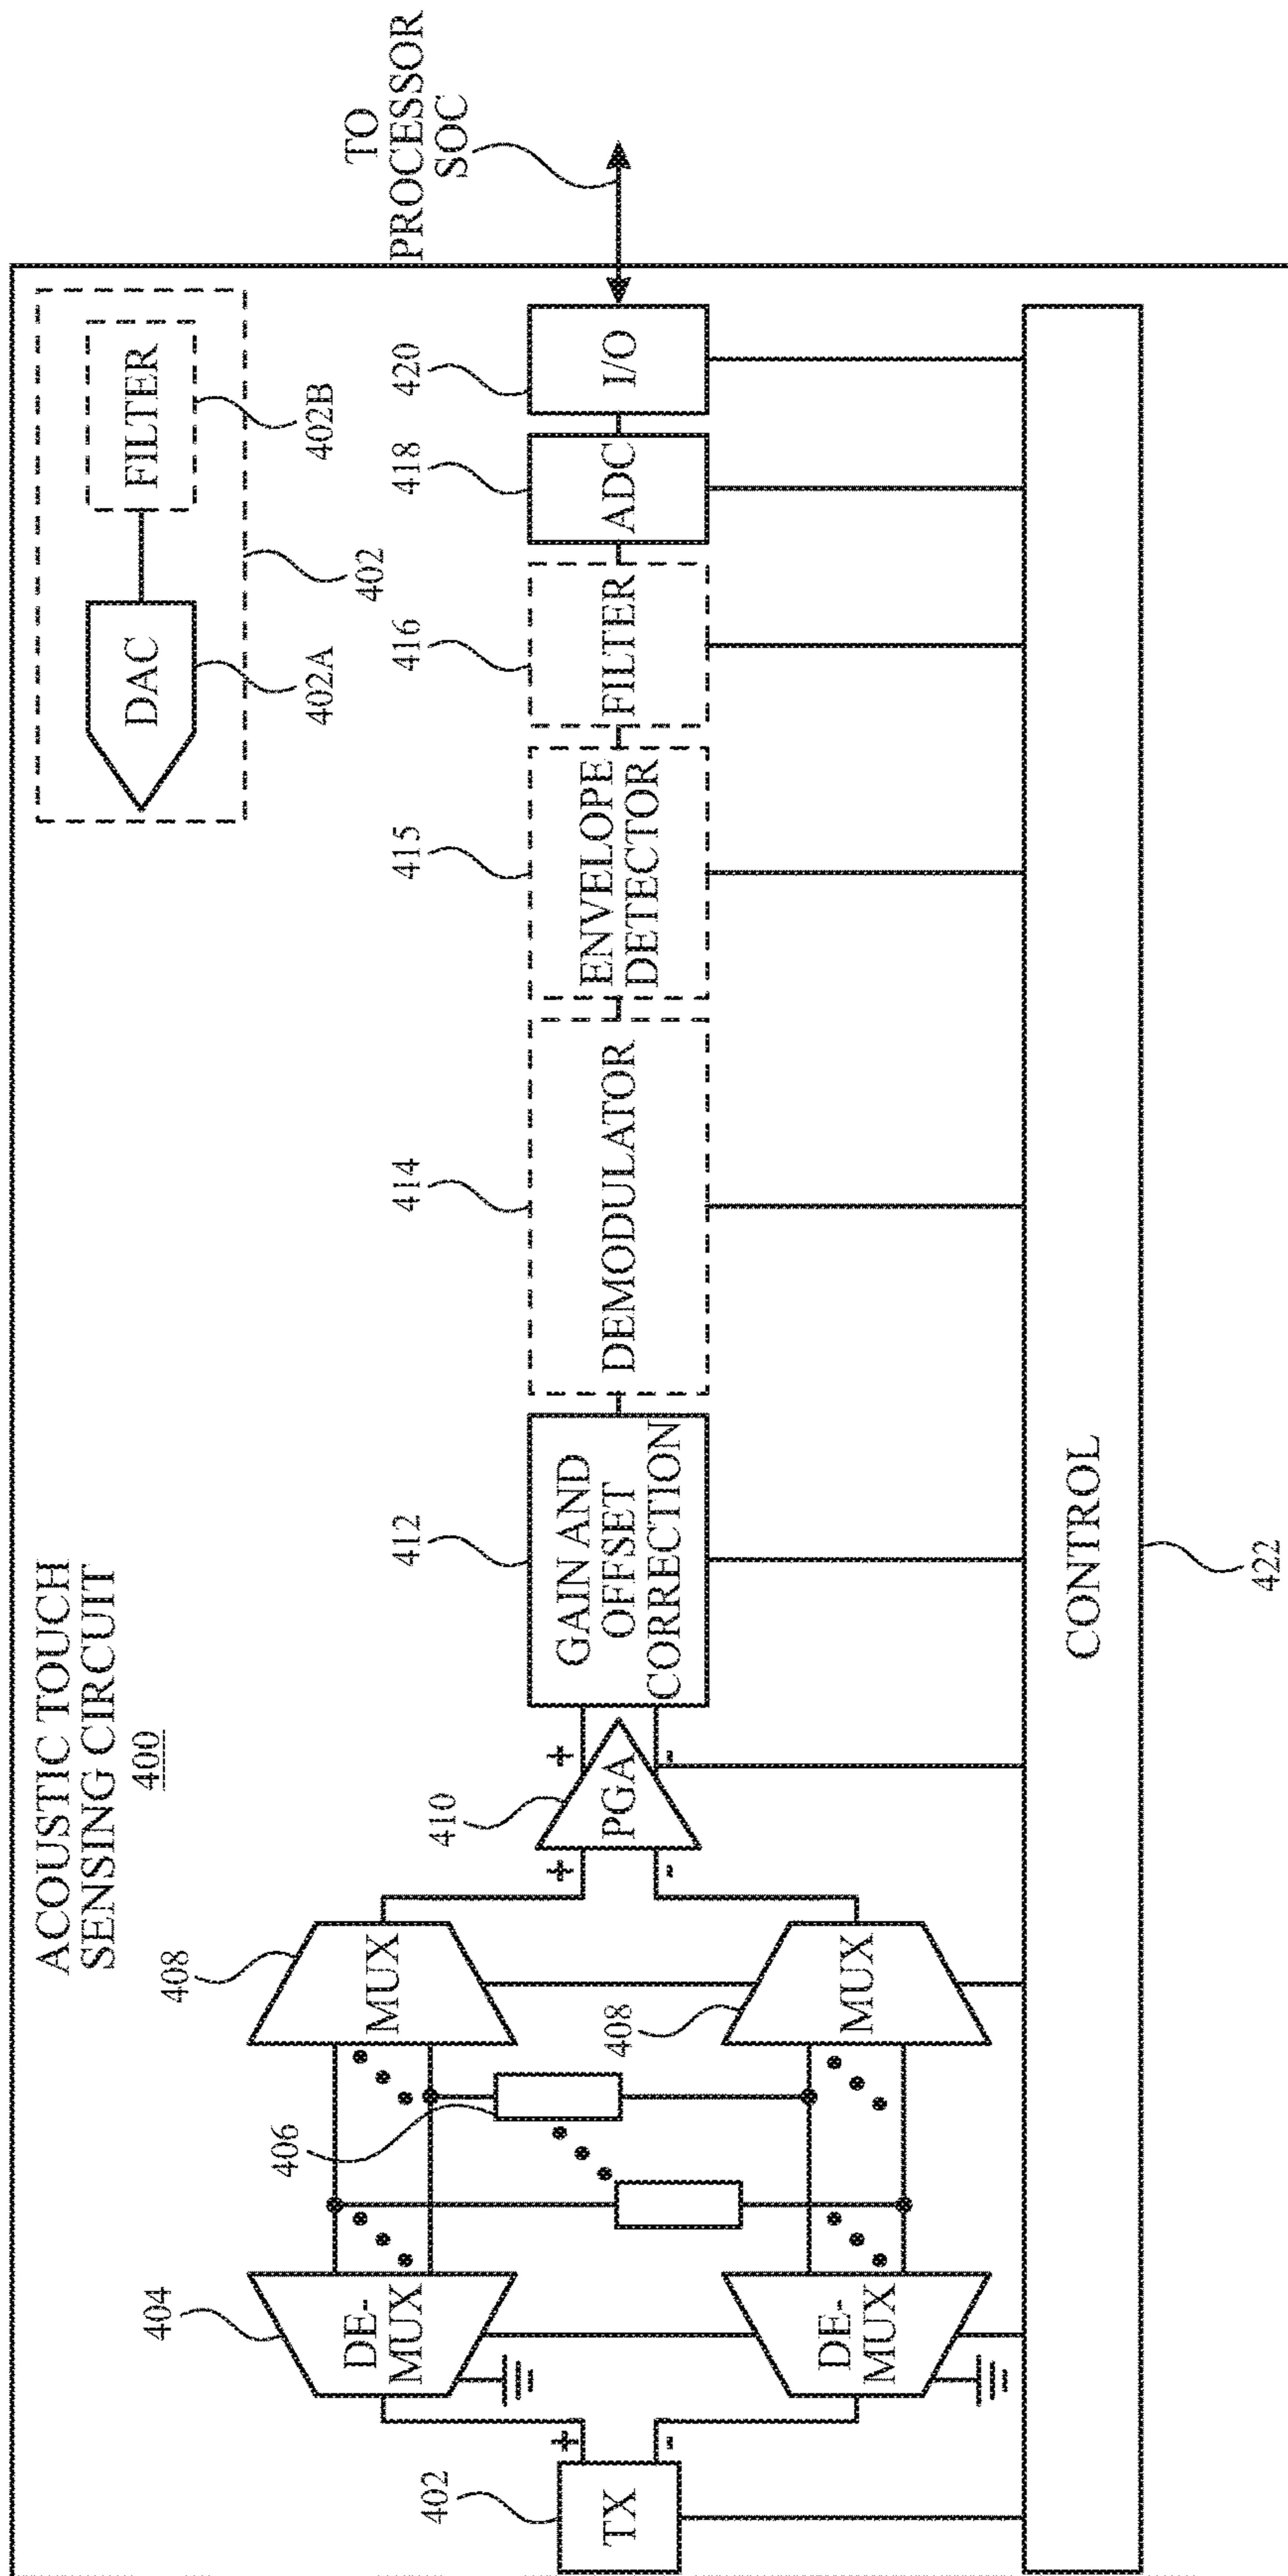 ACOUSTIC TOUCH
SENSING CIRCUIT
400
402
TX
+
-
404
DE-
MUX
DE-
MUX
406
408
MUX
408
MUX
+
-
410
PGA
+
-
412
GAIN AND
OFFSET
CORRECTION
414
DEMODULATOR
415
ENVELOPE
DETECTOR
416
FILTER
418
ADC
420
I/O
TO
PROCESSOR
SOC
DAC
402A
FILTER
402B
402
CONTROL
422